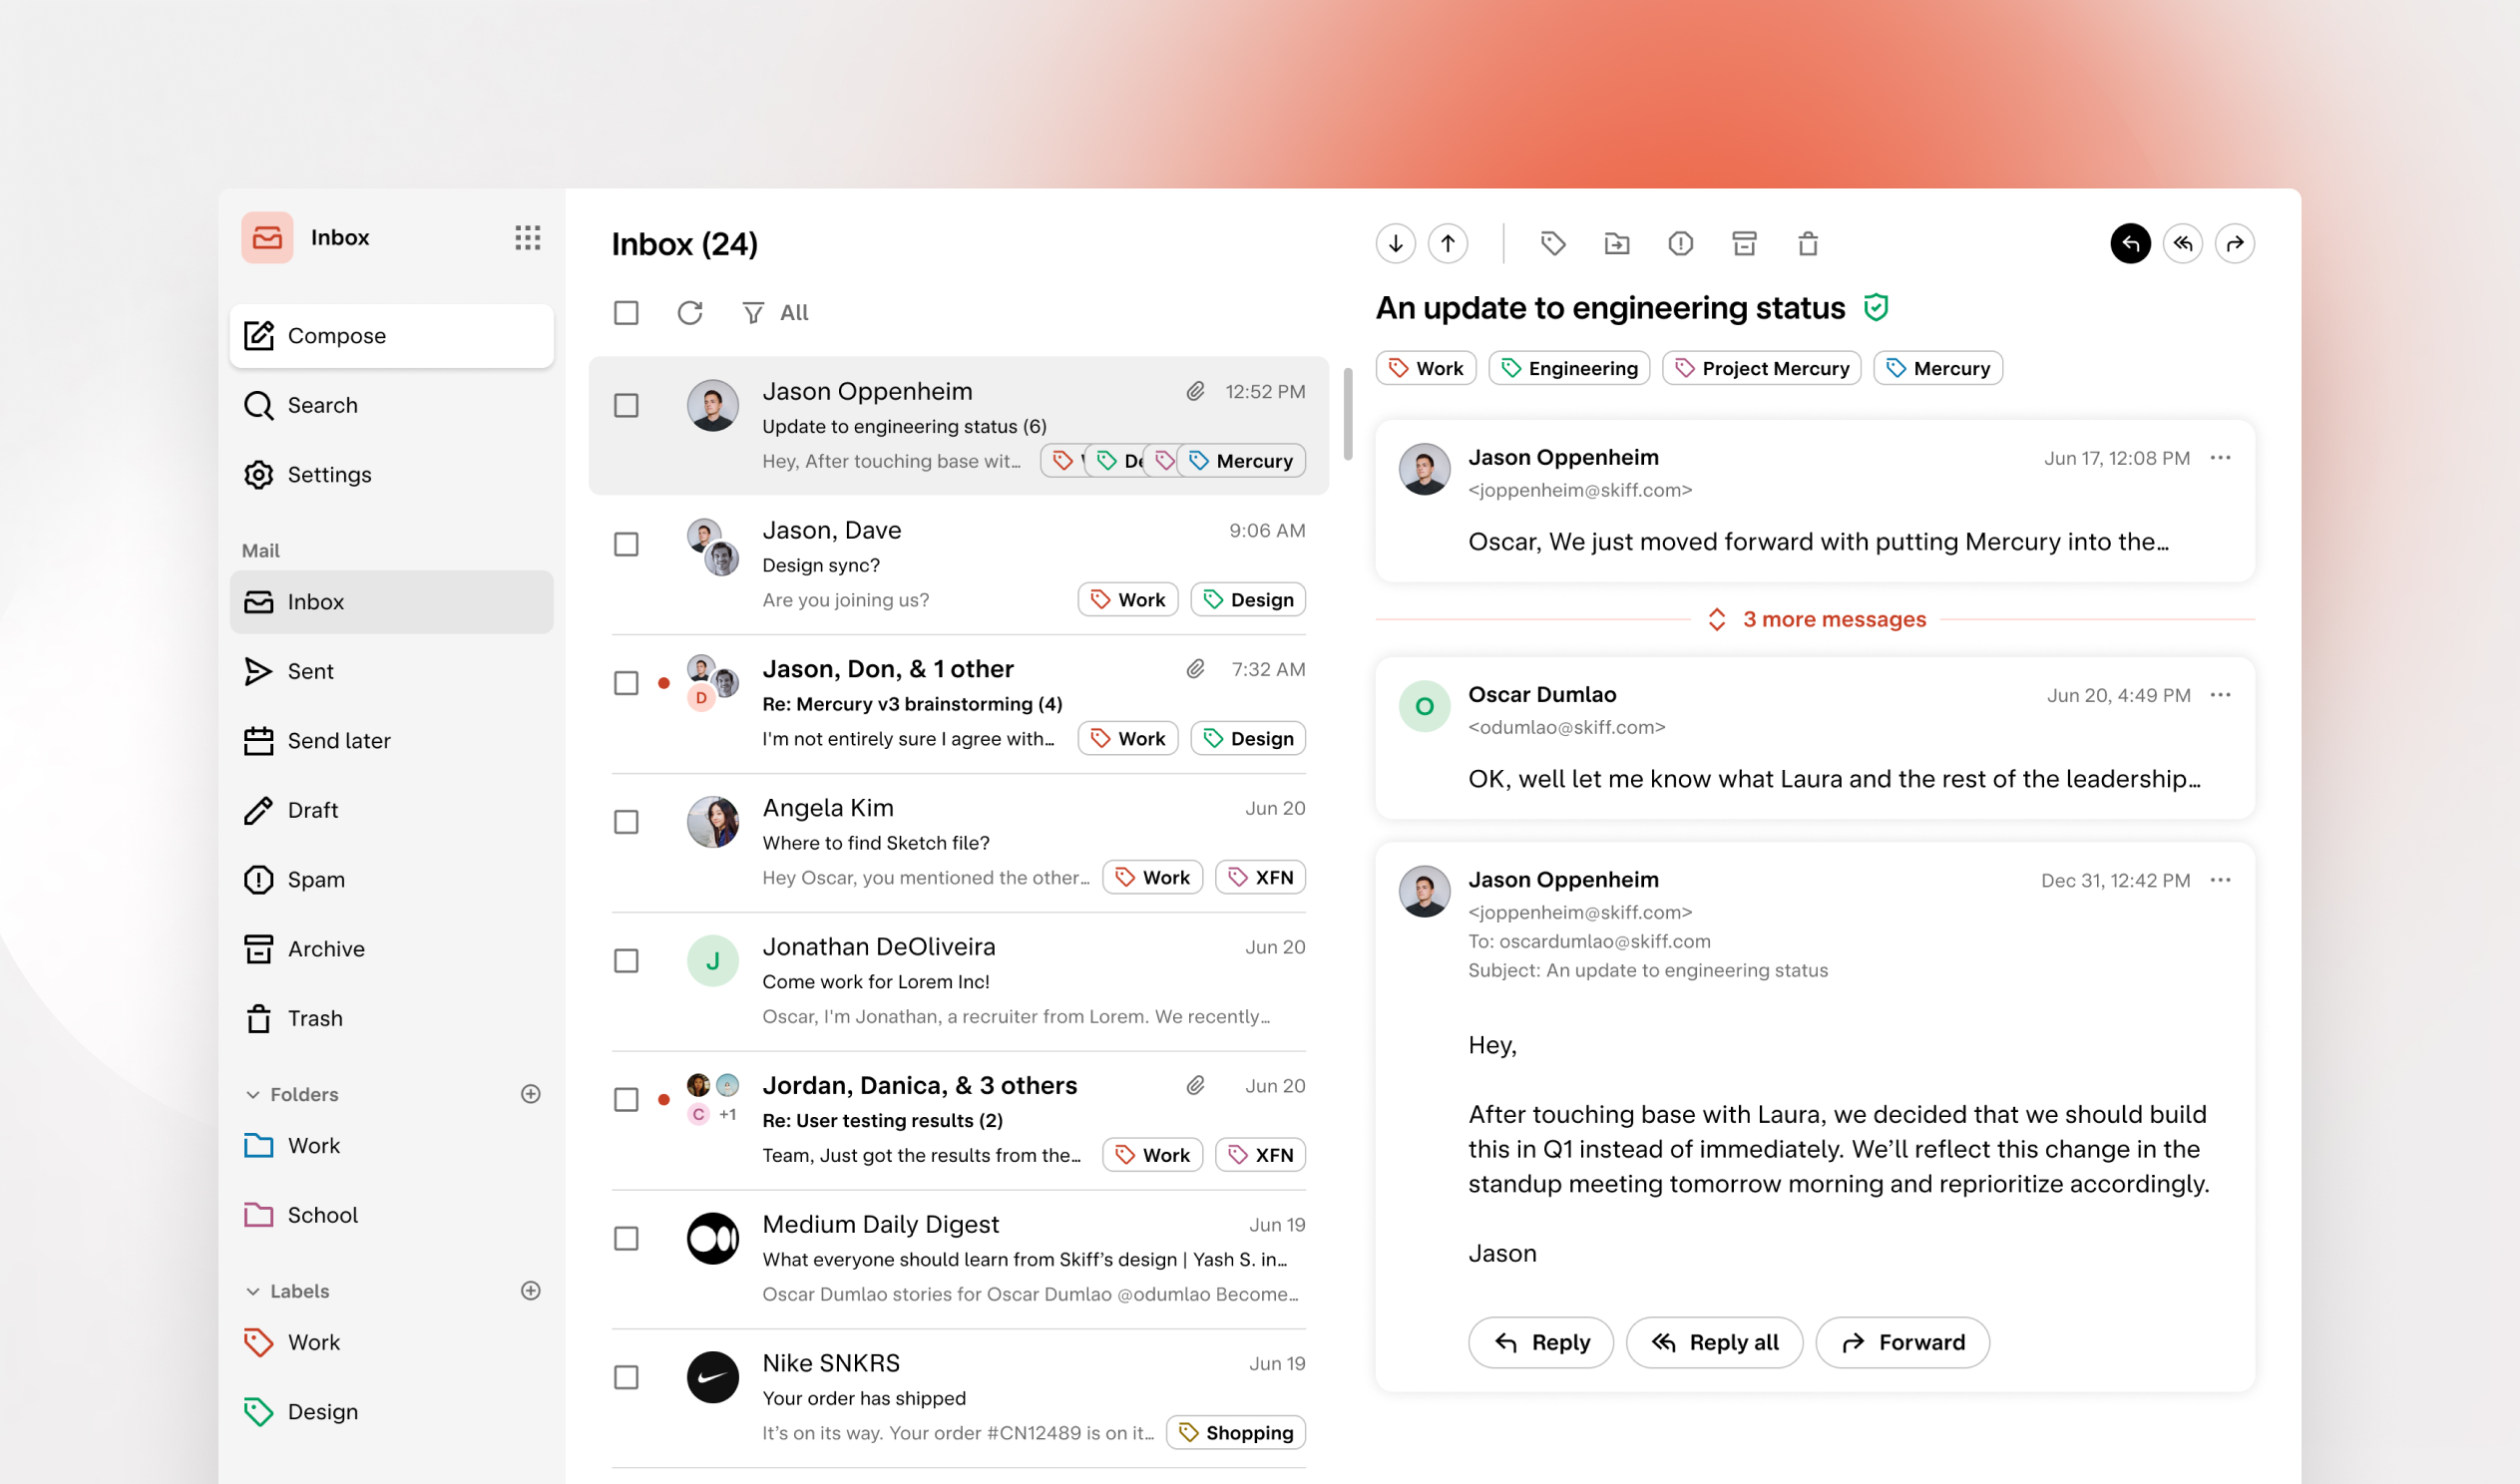 Inbox
Compose
Search
Settings
Mail
Inbox
Sent
Send later
Draft
Spam
Archive
Trash
Folders
Work
School
Labels
Work
Design
Inbox (24)
All
Jason Oppenheim 12:52 PM
Update to engineering status (6)
Hey, After touching base wit… Mercury
Jason, Dave 9:06 AM
Design sync?
Are you joining us? Work Design
D
Jason, Don, & 1 other 7:32 AM
Re: Mercury v3 brainstorming (4)
I'm not entirely sure I agree with… Work Design
Angela Kim Jun 20
Where to find Sketch file?
Hey Oscar, you mentioned the other… Work XFN
J
Jonathan DeOliveira Jun 20
Come work for Lorem Inc!
Oscar, I'm Jonathan, a recruiter from Lorem. We recently…
C +1
Jordan, Danica, & 3 others Jun 20
Re: User testing results (2)
Team, Just got the results from the… Work XFN
Medium Daily Digest Jun 19
What everyone should learn from Skiff’s design | Yash S. in…
Oscar Dumlao stories for Oscar Dumlao @odumlao Become…
Nike SNKRS Jun 19
Your order has shipped
It’s on its way. Your order #CN12489 is on it… Shopping
An update to engineering status
Work Engineering Project Mercury Mercury
Jason Oppenheim Jun 17, 12:08 PM
<joppenheim@skiff.com>
Oscar, We just moved forward with putting Mercury into the…
3 more messages
O
Oscar Dumlao Jun 20, 4:49 PM
<odumlao@skiff.com>
OK, well let me know what Laura and the rest of the leadership…
Jason Oppenheim Dec 31, 12:42 PM
<joppenheim@skiff.com>
To: oscardumlao@skiff.com
Subject: An update to engineering status
Hey,
After touching base with Laura, we decided that we should build
this in Q1 instead of immediately. We’ll reflect this change in the
standup meeting tomorrow morning and reprioritize accordingly.
Jason
Reply Reply all Forward